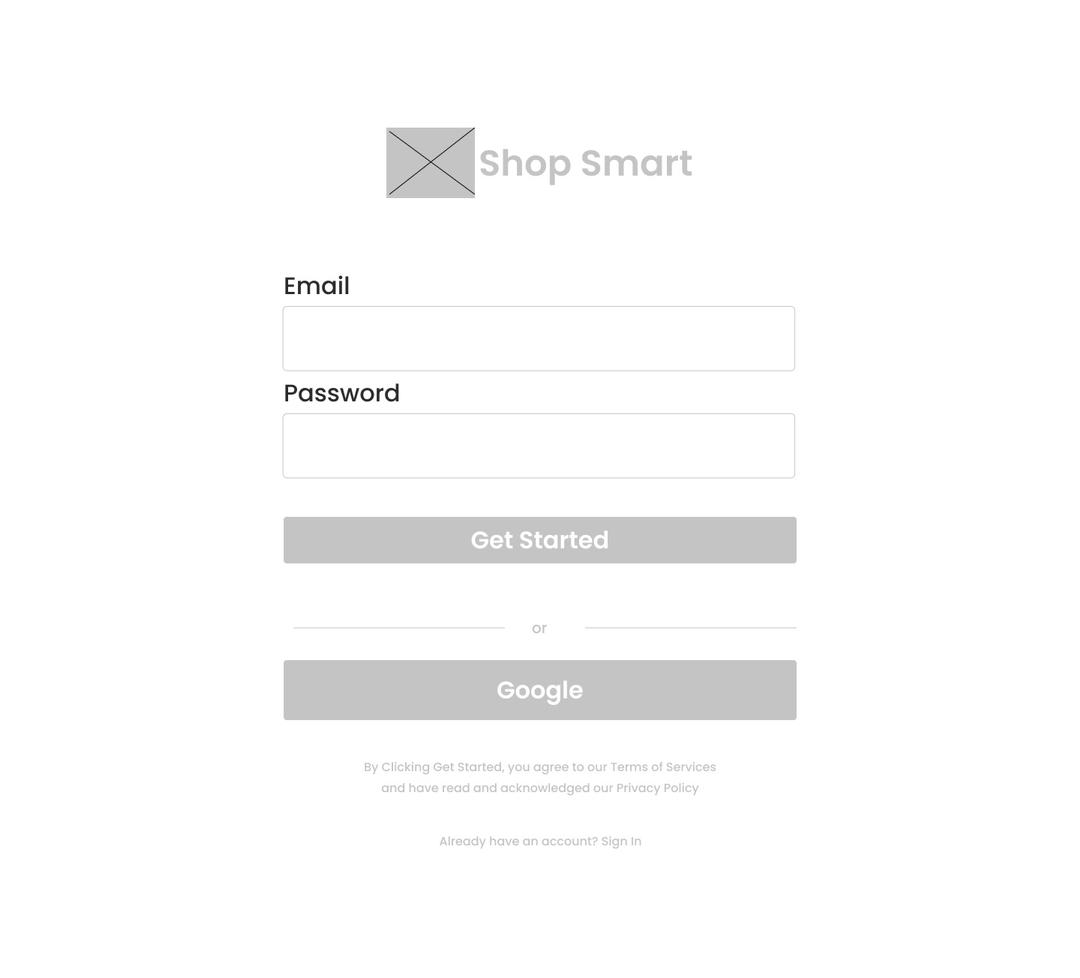 Shop Smart
Email
Password
Get Started
or
Google
By Clicking Get Started, you agree to our Terms of Services
and have read and acknowledged our Privacy Policy
Already have an account? Sign In